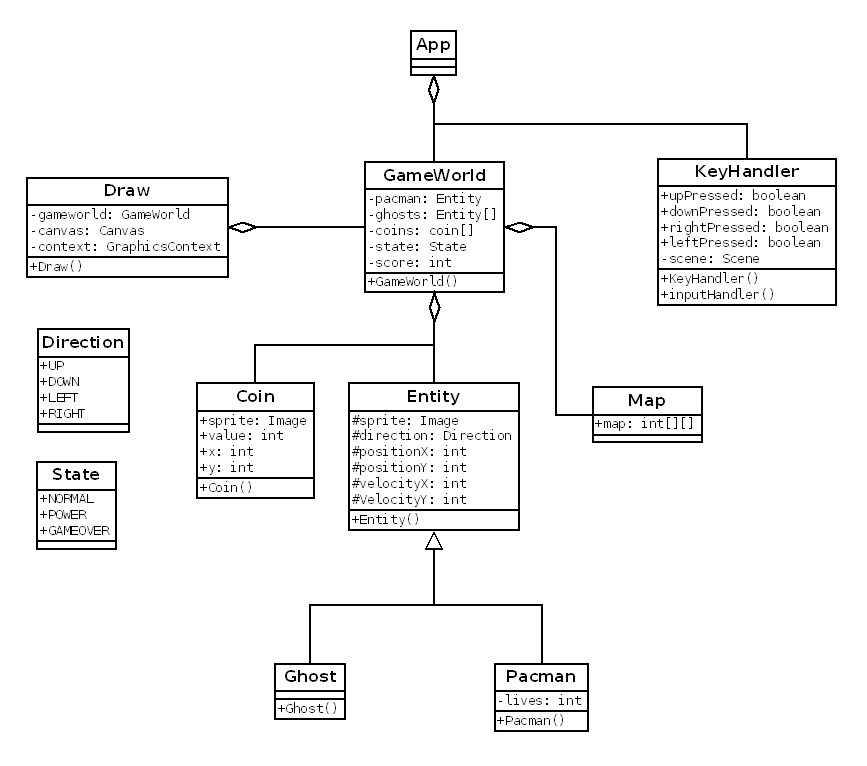 App
Draw
-gameworld: GameWorld
-canvas: Canvas
-context: GraphicsContext
+Draw()
GameWorld
-pacman: Entity
-ghosts: Entity[]
-coins: coin[]
-state: State
-score: int
+GameWorld()
KeyHandler
+upPressed: boolean
+downPressed: boolean
+rightPressed: boolean
+leftPressed: boolean
-scene: Scene
+KeyHandler()
+inputHandler()
Direction
+UP
+DOWN
+LEFT
+RIGHT
Coin
+sprite: Image
+value: int
+x: int
+y: int
+Coin()
Entity
#sprite: Image
#direction: Direction
#positionX: int
#positionY: int
#velocityX: int
#VelocityY: int
+Entity()
Map
+map: int[][]
State
+NORMAL
+POWER
+GAMEOVER
Ghost
+Ghost()
Pacman
-lives: int
+Pacman()